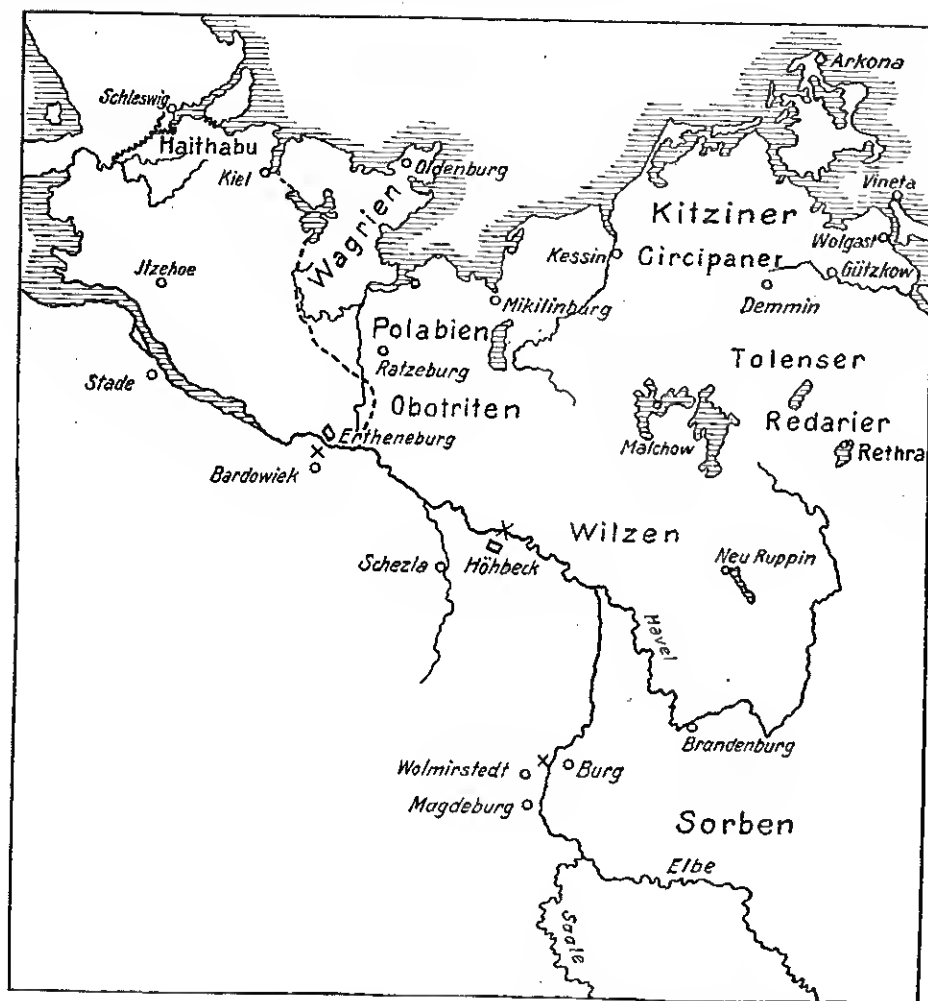 Arkona
Schleswig
Haithabu
Kiel
Oldenburg
Vineta
Wagrien
Kitziner
Wolgast
Kessin
Circipaner
Gützkow
Jtzehoe
Mikilinburg
Demmin
Polabien
Ratzeburg
Tolenser
Stade
Obotriten
Redarier
Ertheneburg
Malchow
Rethra
Bardowiek
Wilzen
Schezla
Höhbeck
Neu Ruppin
Havel
Brandenburg
Wolmirstedt
Burg
Magdeburg
Sorben
Elbe
Saale